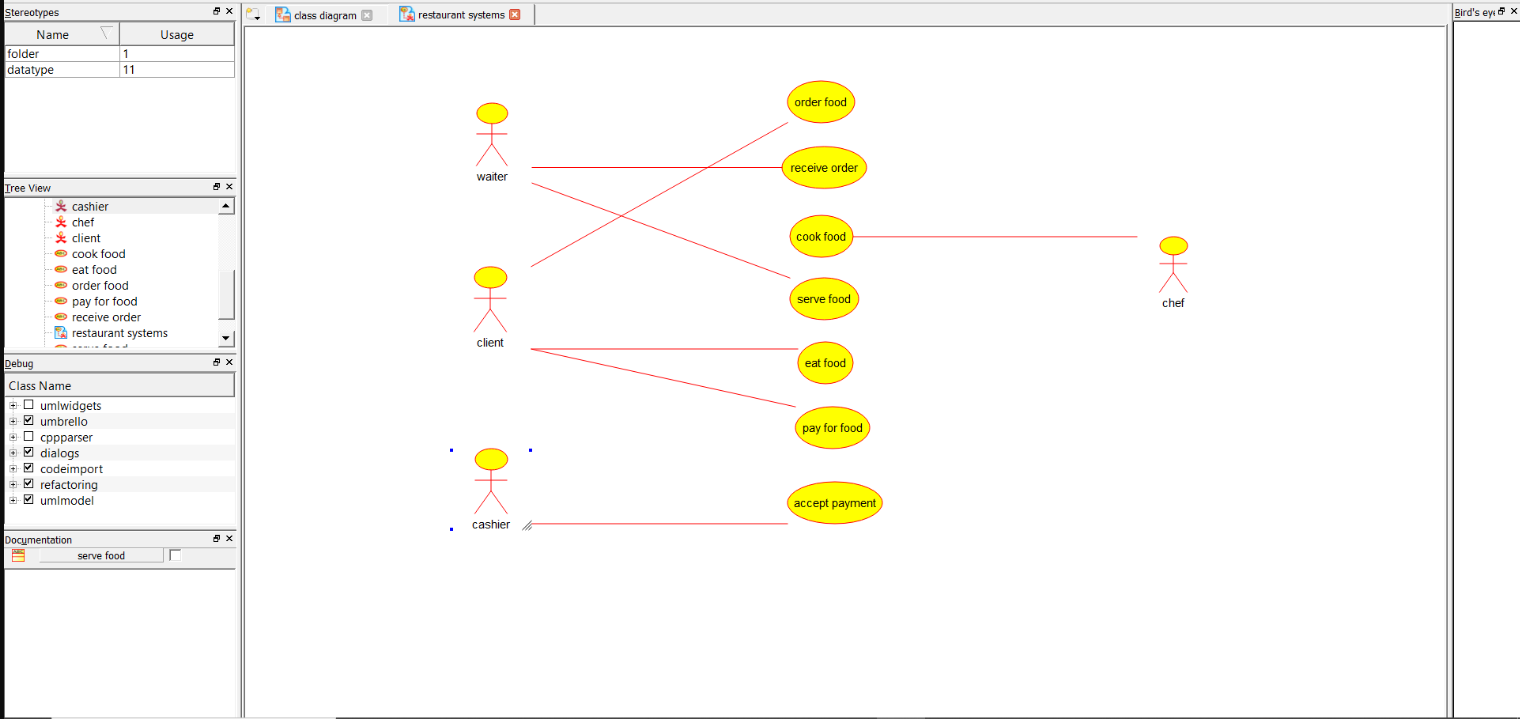 Stereotypes
Name Usage
folder 1
datatype 11
Tree View
cashier
chef
client
cook food
eat food
order food
pay for food
receive order
restaurant systems
serve food
Debug
Class Name
umlwidgets
umbrello
cppparser
dialogs
codeimport
refactoring
umlmodel
Documentation
serve food
class diagram restaurant systems
order food
waiter
receive order
cook food
serve food
chef
client
eat food
pay for food
cashier
accept payment
Bird's eye